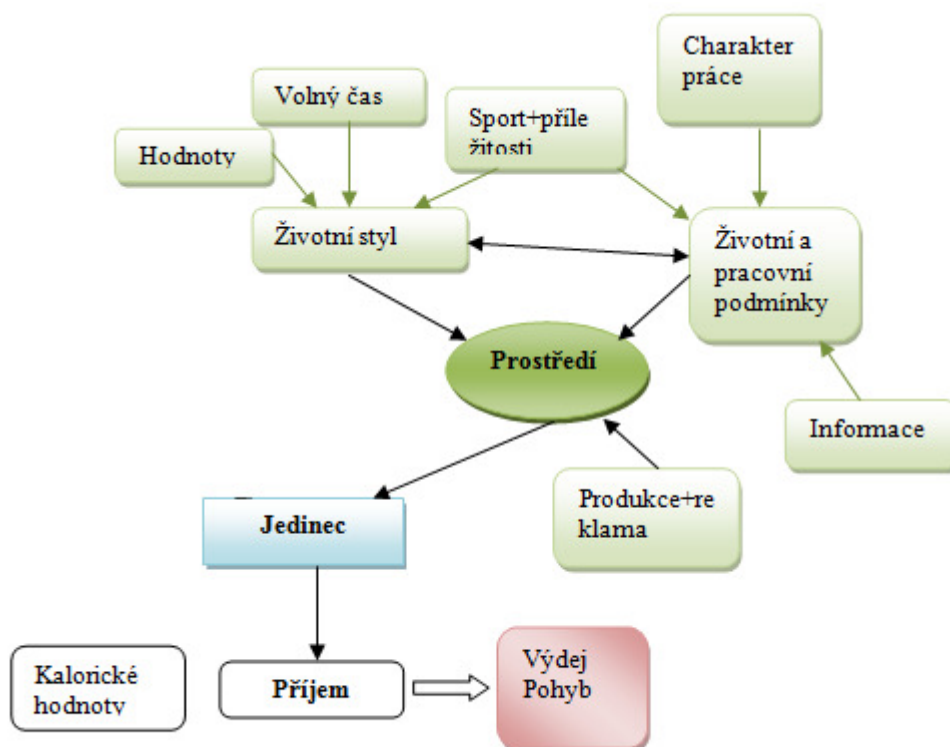 Charakter
práce
Volný čas
Sport+příle
žitosti
Hodnoty
Životní styl
Životní a
pracovní
podmínky
Prostředí
Informace
Produkce+re
klama
Jedinec
Kalorické
hodnoty
Příjem
Výdej
Pohyb